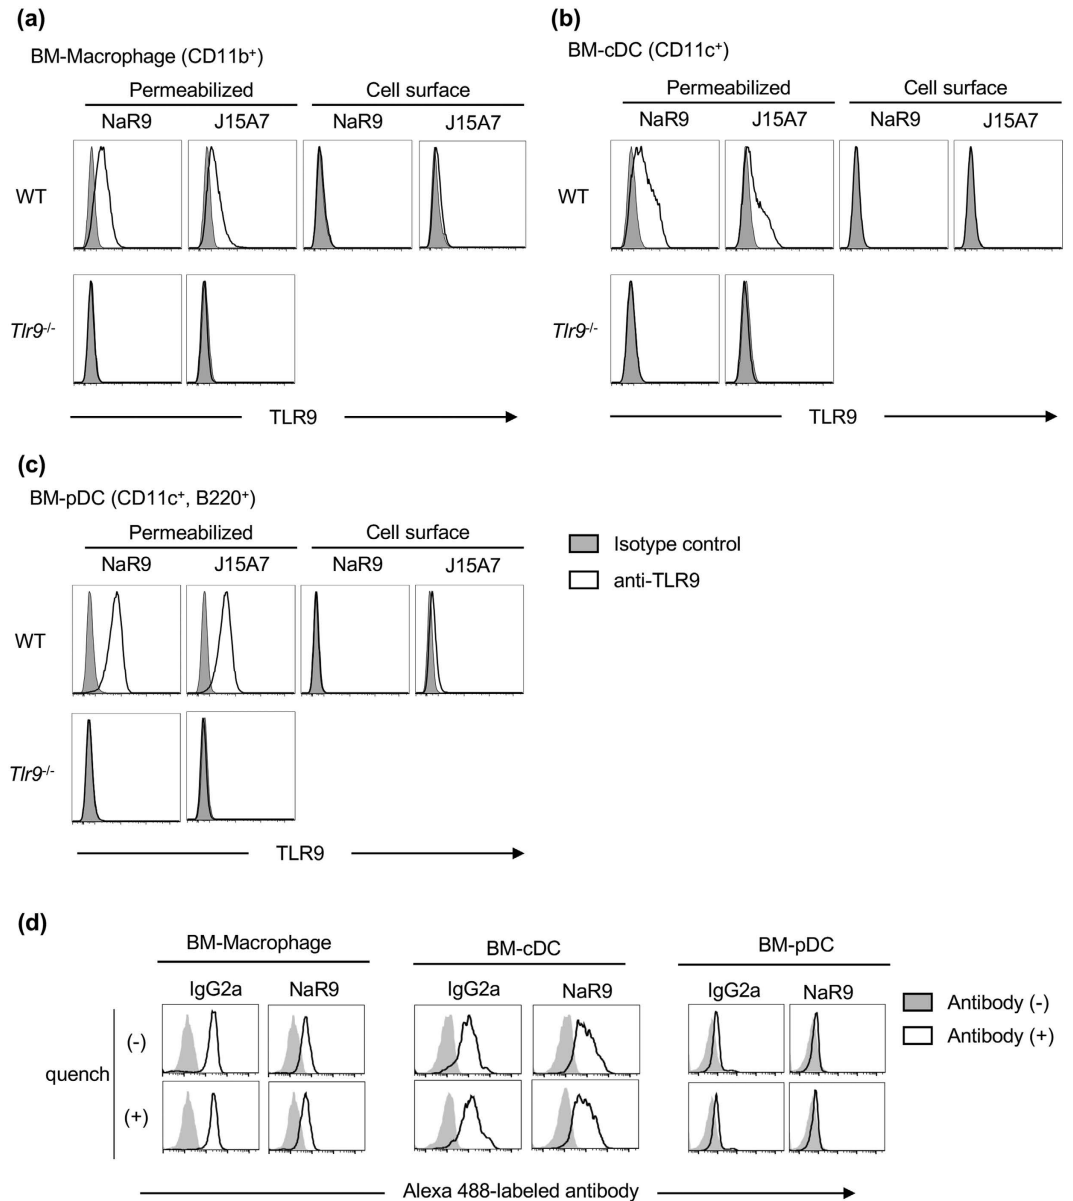 (a)
BM-Macrophage (CD11b⁺)
Permeabilized Cell surface
NaR9 J15A7 NaR9 J15A7
WT
Tlr9⁻/⁻
TLR9
(b)
BM-cDC (CD11c⁺)
Permeabilized Cell surface
NaR9 J15A7 NaR9 J15A7
WT
Tlr9⁻/⁻
TLR9
(c)
BM-pDC (CD11c⁺, B220⁺)
Permeabilized Cell surface
NaR9 J15A7 NaR9 J15A7
WT
Tlr9⁻/⁻
TLR9
Isotype control
anti-TLR9
(d)
BM-Macrophage BM-cDC BM-pDC
IgG2a NaR9 IgG2a NaR9 IgG2a NaR9
quench
(-)
(+)
Antibody (-)
Antibody (+)
Alexa 488-labeled antibody